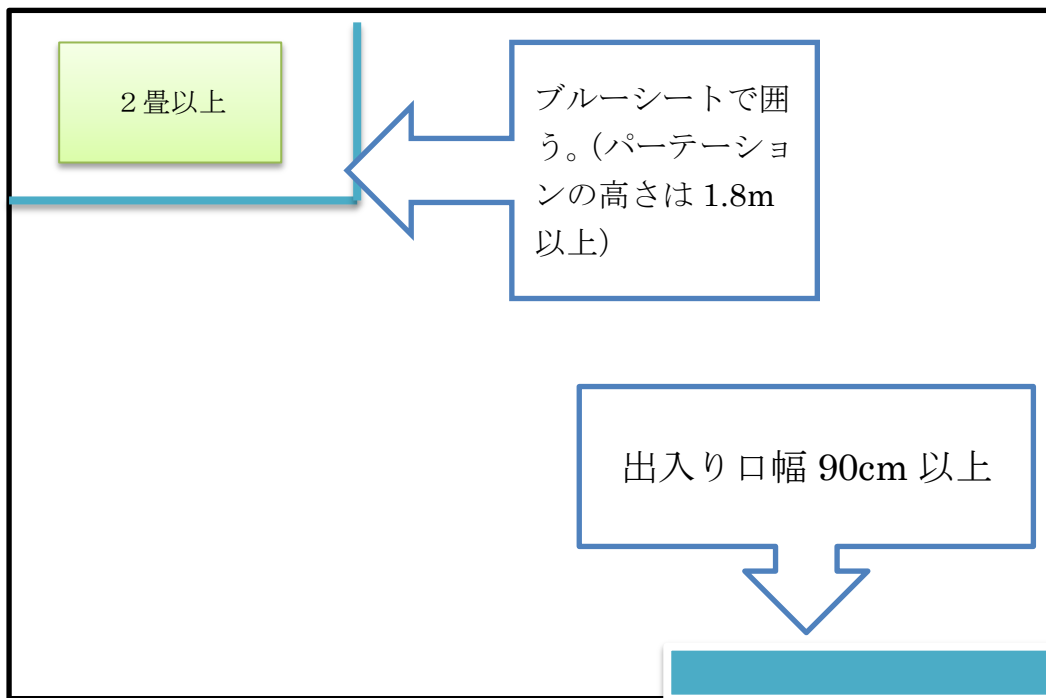 ２畳以上
ブルーシートで囲
う。（パーテーショ
ンの高さは 1.8m
以上）
出入り口幅 90cm 以上